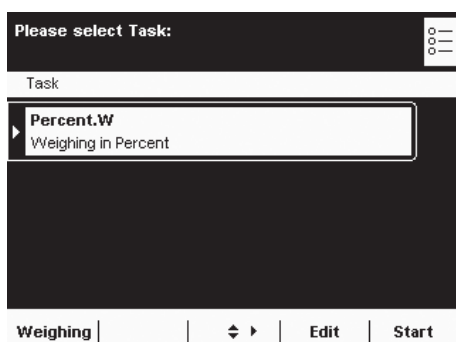 Please select Task:
Task
Percent.W
Weighing in Percent
Weighing Edit Start